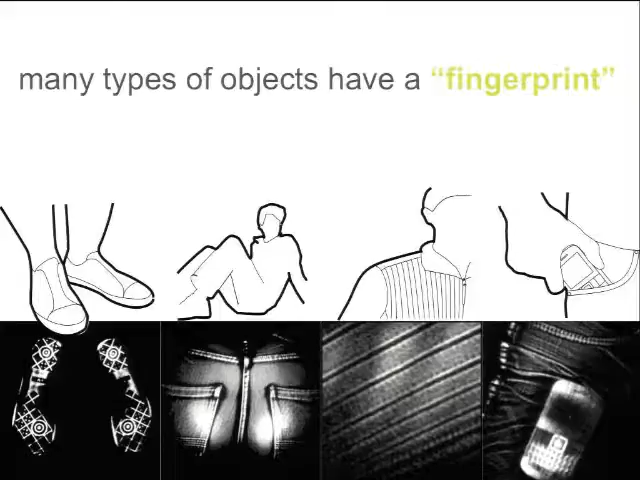 many types of objects have a “fingerprint”